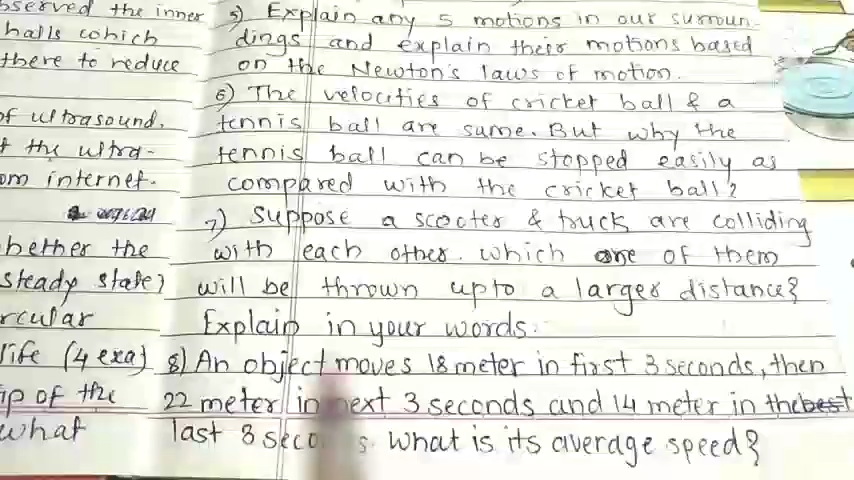 bserved the inner
balls which
there to reduce
of ultrasound.
the ultra-
om internet.
hether the
steady state?
rcular
life (4 exa)
ip of the
what
5) Explain any 5 motions in our surroun-
dings and explain their motions based
on the Newton's laws of motion.
6) The velocities of cricket ball & a
tennis ball are same. But why the
tennis ball can be stopped easily as
compared with the cricket ball?
7) Suppose a scooter & truck are colliding
with each other. which one of them
will be thrown upto a larger distance?
Explain in your words.
8) An object moves 18 meter in first 3 seconds, then
22 meter in next 3 seconds and 14 meter in the
last 3 seco s. What is its average speed?